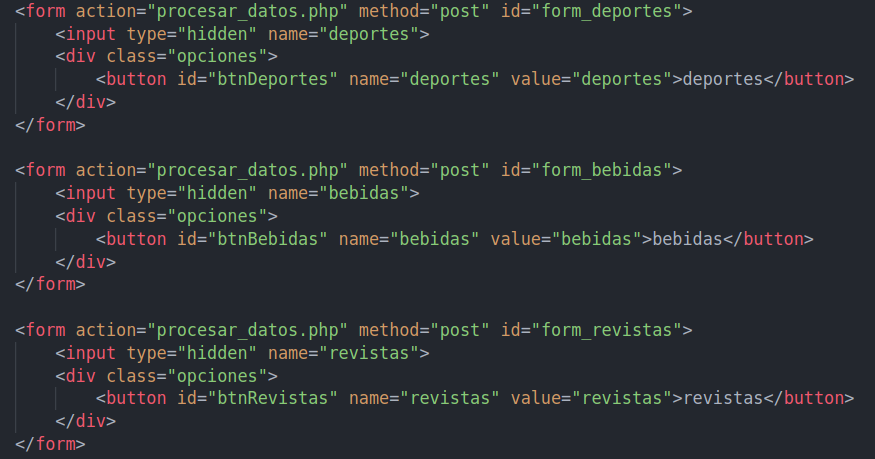 <form action="procesar_datos.php" method="post" id="form_deportes">
<input type="hidden" name="deportes">
<div class="opciones">
<button id="btnDeportes" name="deportes" value="deportes">deportes</button>
</div>
</form>
<form action="procesar_datos.php" method="post" id="form_bebidas">
<input type="hidden" name="bebidas">
<div class="opciones">
<button id="btnBebidas" name="bebidas" value="bebidas">bebidas</button>
</div>
</form>
<form action="procesar_datos.php" method="post" id="form_revistas">
<input type="hidden" name="revistas">
<div class="opciones">
<button id="btnRevistas" name="revistas" value="revistas">revistas</button>
</div>
</form>